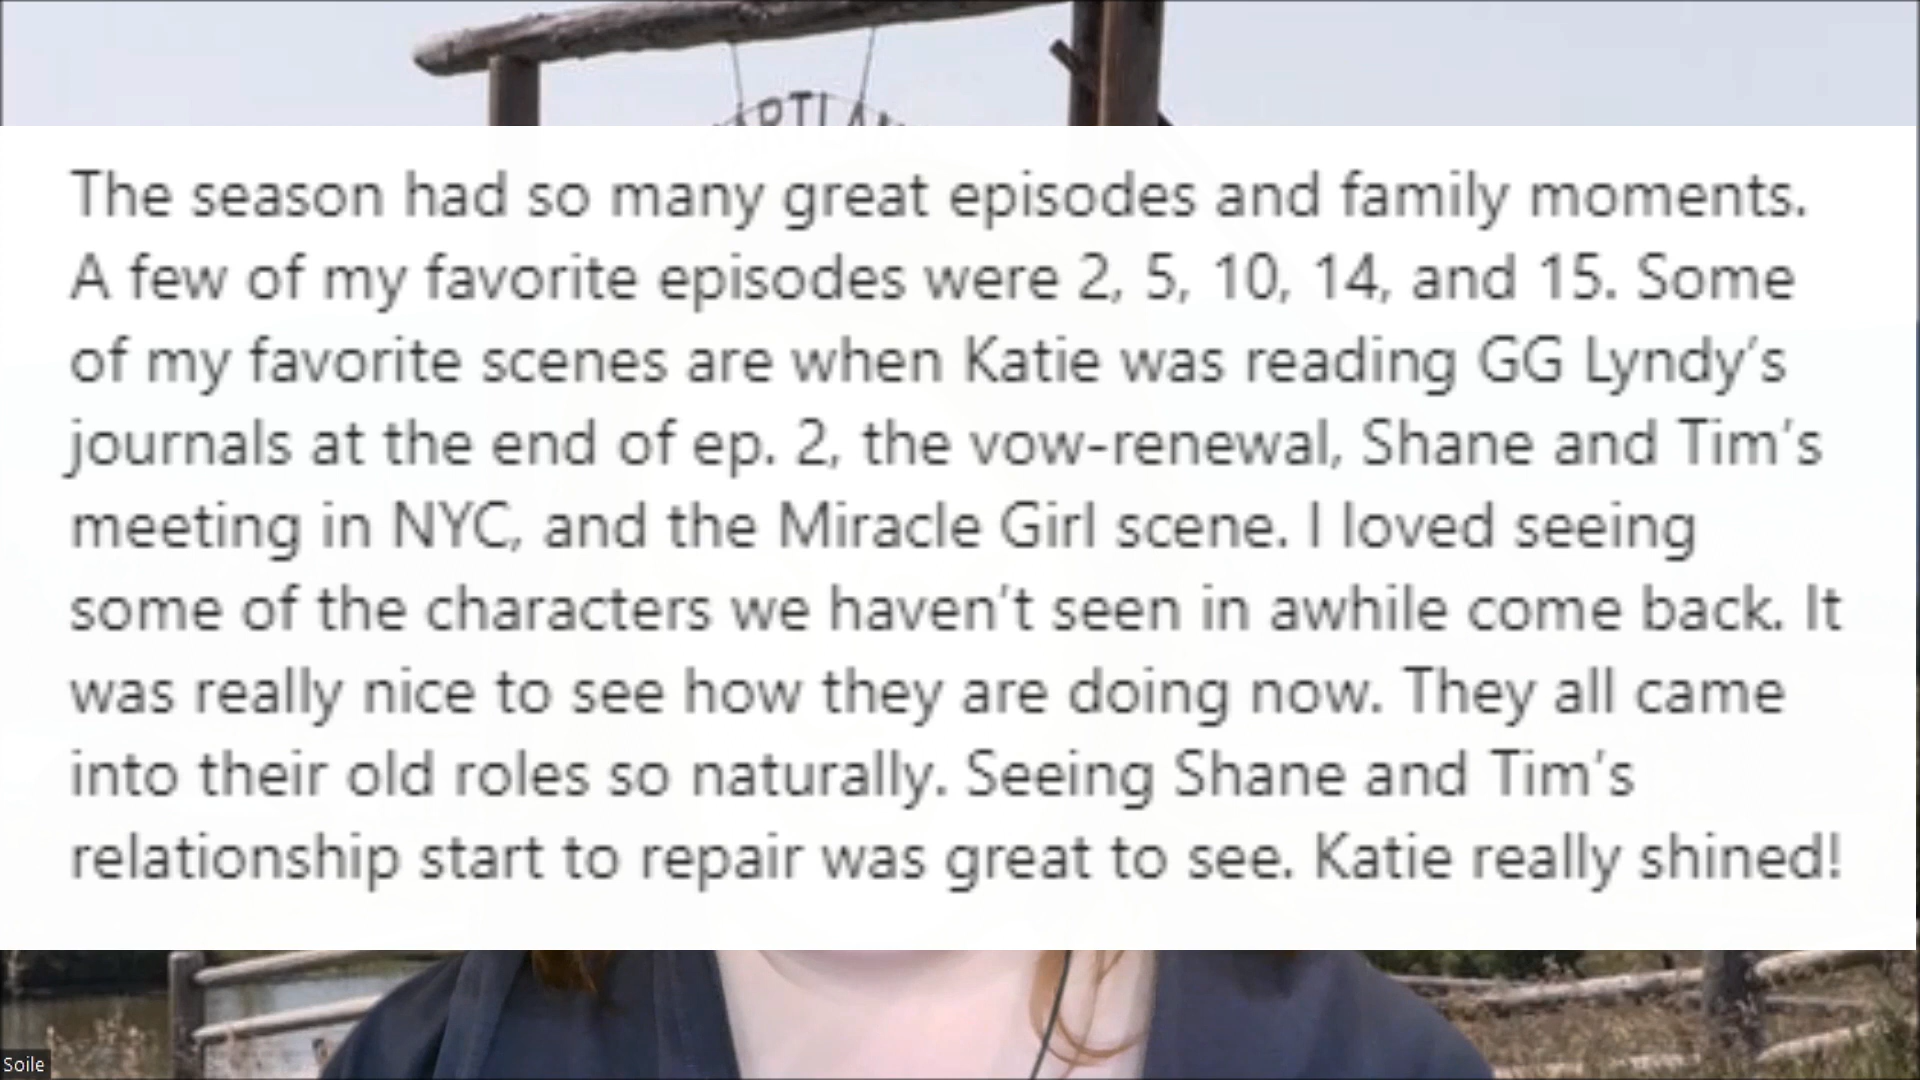 The season had so many great episodes and family moments.
A few of my favorite episodes were 2, 5, 10, 14, and 15. Some
of my favorite scenes are when Katie was reading GG Lyndy’s
journals at the end of ep. 2, the vow-renewal, Shane and Tim’s
meeting in NYC, and the Miracle Girl scene. I loved seeing
some of the characters we haven’t seen in awhile come back. It
was really nice to see how they are doing now. They all came
into their old roles so naturally. Seeing Shane and Tim’s
relationship start to repair was great to see. Katie really shined!
Soile